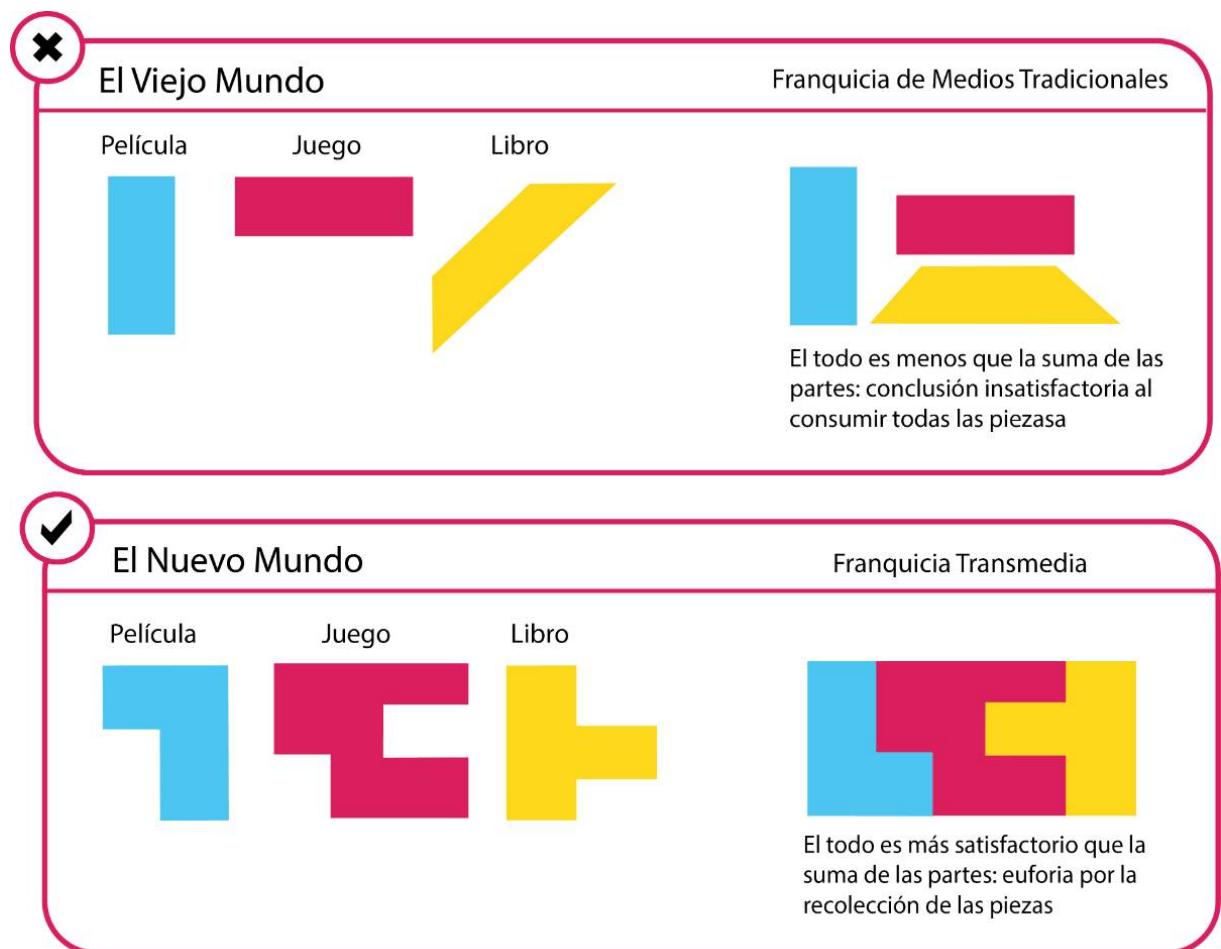 El Viejo Mundo
Franquicia de Medios Tradicionales
Película
Juego
Libro
El todo es menos que la suma de las
partes: conclusión insatisfactoria al
consumir todas las piezasa
El Nuevo Mundo
Franquicia Transmedia
Película
Juego
Libro
El todo es más satisfactorio que la
suma de las partes: euforia por la
recolección de las piezas